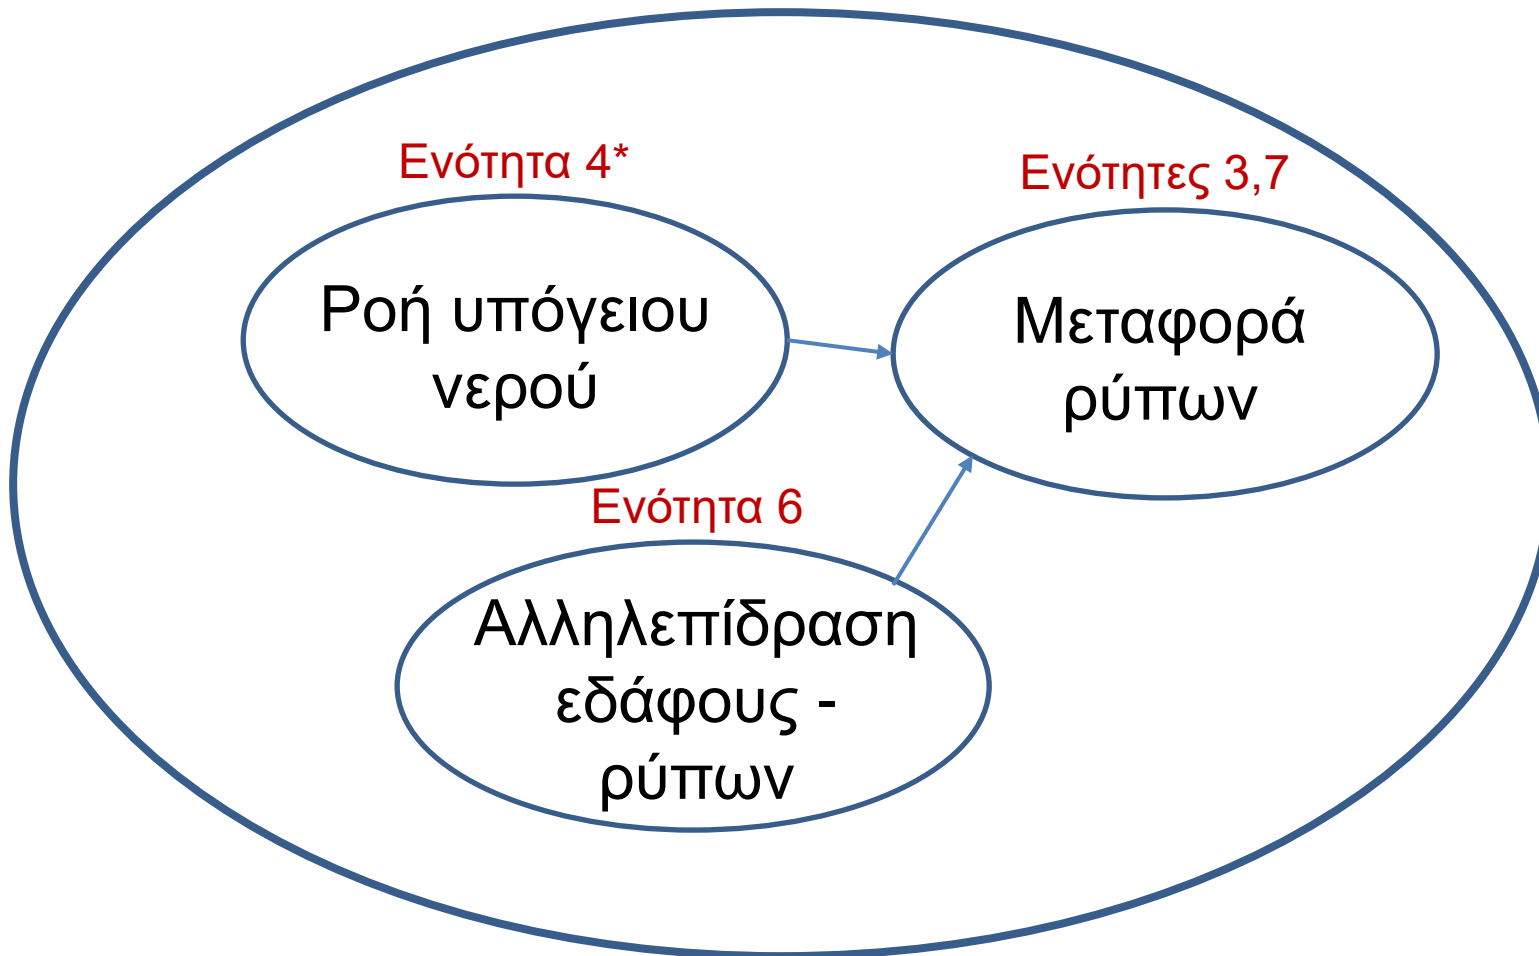 Ενότητα 4*
Ροή υπόγειου
νερού
Ενότητες 3,7
Μεταφορά
ρύπων
Ενότητα 6
Αλληλεπίδραση
εδάφους -
ρύπων